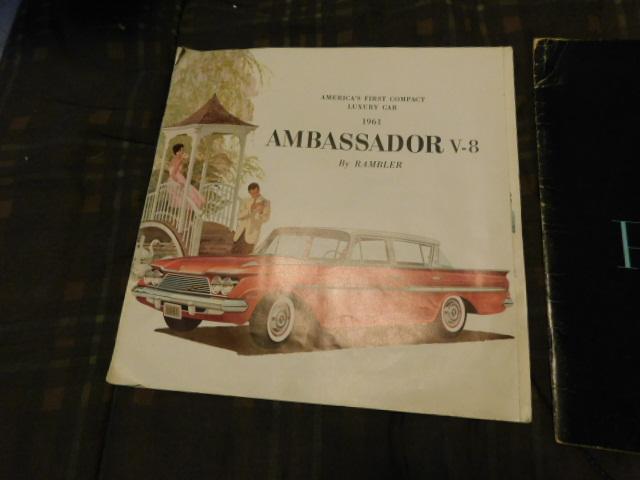 AMERICA'S FIRST COMPACT
LUXURY CAR
1961
AMBASSADOR V-8
By RAMBLER